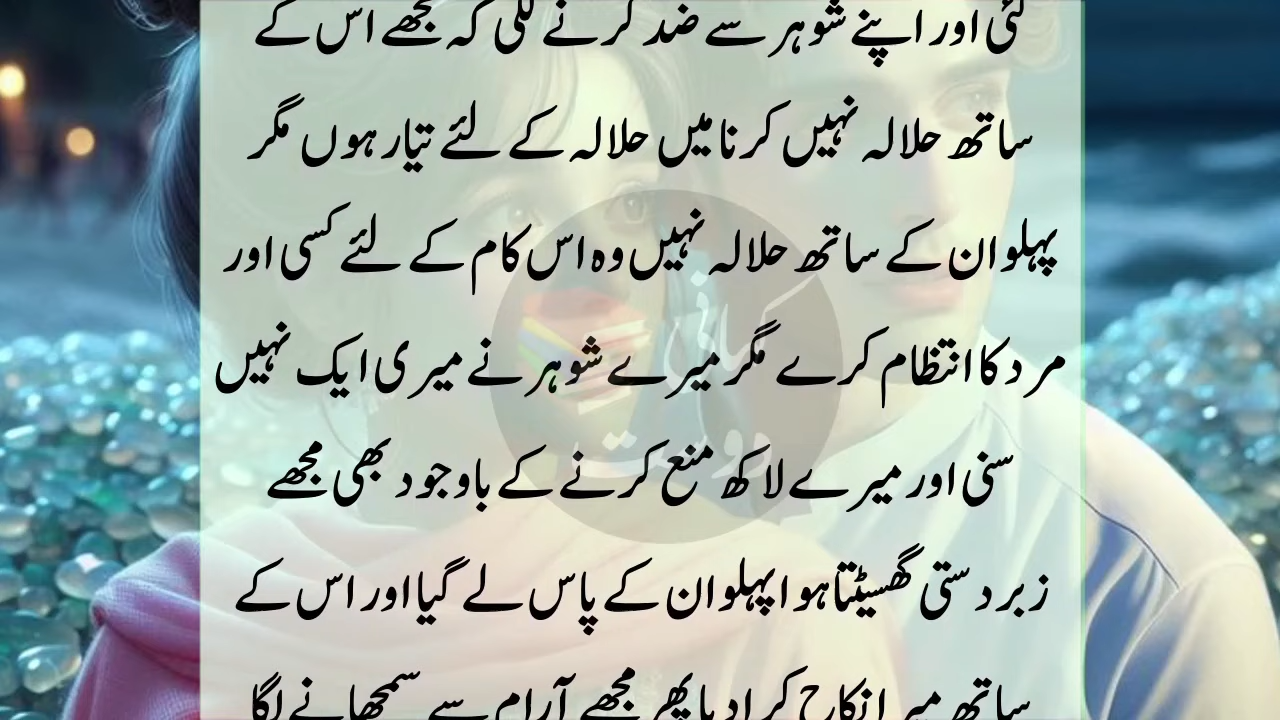 گئی اور اپنے شوہر سے ضد کرنے لگی کہ مجھے اس کے
ساتھ حلالہ نہیں کرنا میں حلالہ کے لئے تیار ہوں مگر
پہلوان کے ساتھ حلالہ نہیں وہ اس کام کے لئے کسی اور
مرد کا انتظام کرے مگر میرے شوہر نے میری ایک نہیں
سنی اور میرے لاکھ منع کرنے کے باوجود بھی مجھے
زبردستی گھسیٹتا ہوا پہلوان کے پاس لے گیا اور اس کے
ساتھ میرا نکاح کرا دیا پھر مجھے آرام سے سمجھانے لگا